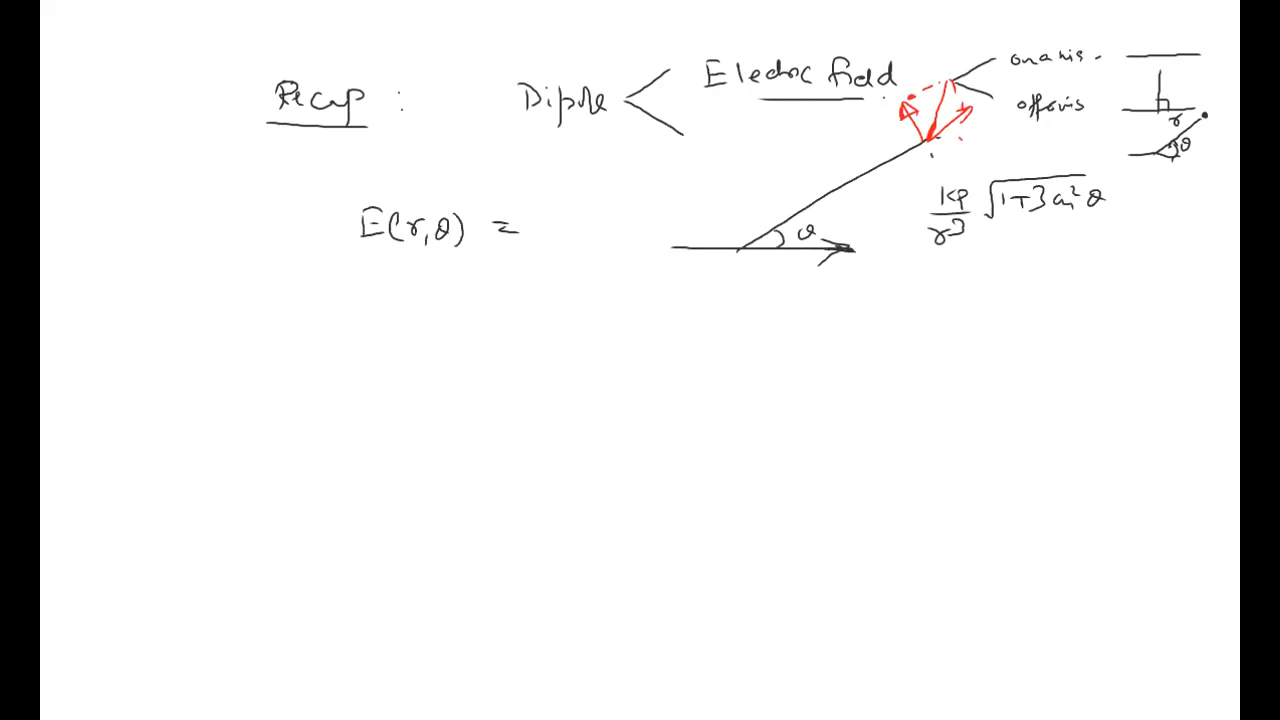 Recap : Dipole Electric field on axis
off axis
r
θ
E(r, θ) = θ kp/r³ √1+3cos²θ